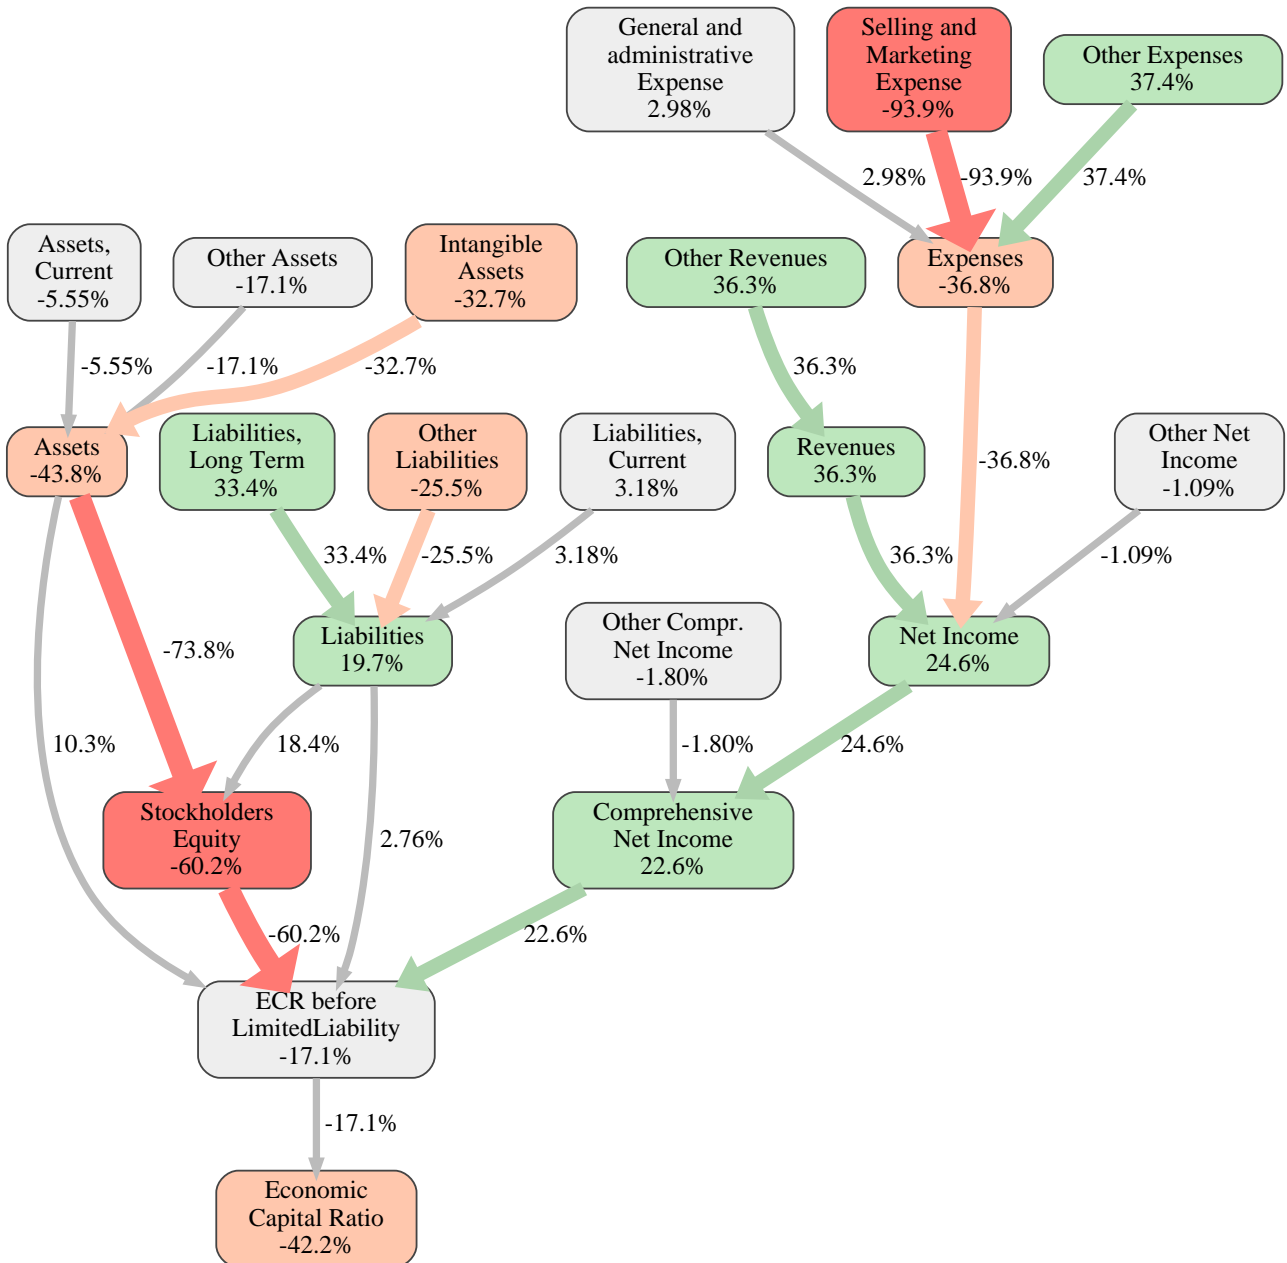 General and
administrative
Expense
2.98%
Selling and
Marketing
Expense
-93.9%
Other Expenses
37.4%
2.98%
-93.9%
37.4%
Assets,
Current
-5.55%
Other Assets
-17.1%
Intangible
Assets
-32.7%
Other Revenues
36.3%
Expenses
-36.8%
-5.55%
-17.1%
-32.7%
36.3%
Assets
-43.8%
Liabilities,
Long Term
33.4%
Other
Liabilities
-25.5%
Liabilities,
Current
3.18%
Revenues
36.3%
-36.8%
Other Net
Income
-1.09%
33.4%
-25.5%
3.18%
36.3%
-1.09%
-73.8%
Liabilities
19.7%
Other Compr.
Net Income
-1.80%
Net Income
24.6%
10.3%
18.4%
-1.80%
24.6%
Stockholders
Equity
-60.2%
2.76%
Comprehensive
Net Income
22.6%
-60.2%
22.6%
ECR before
LimitedLiability
-17.1%
-17.1%
Economic
Capital Ratio
-42.2%